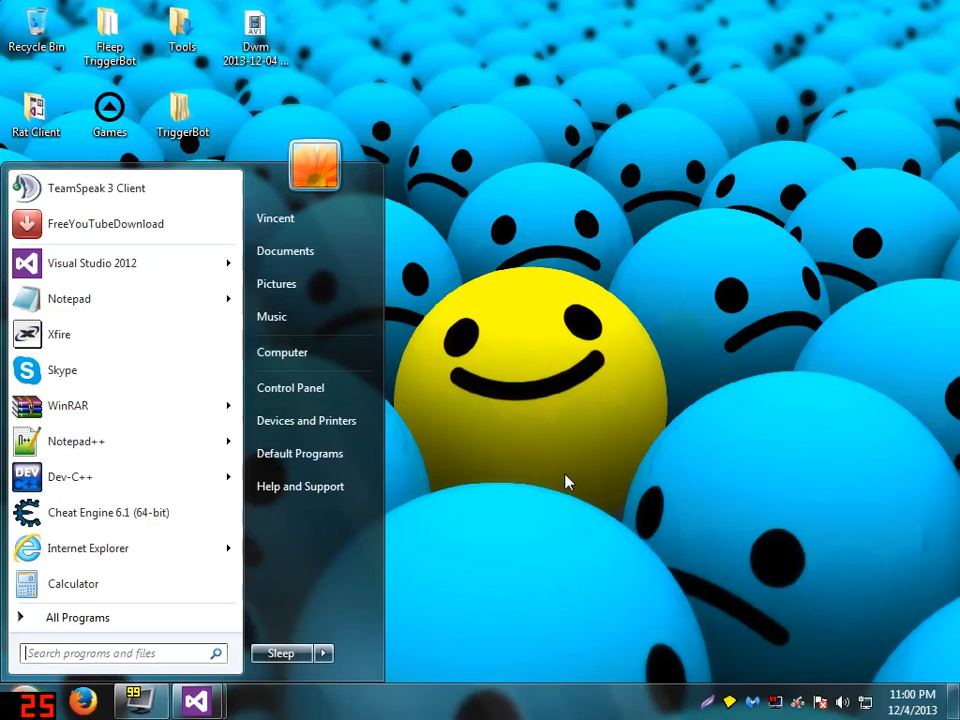 Recycle Bin
Fleep
TriggerBot
Tools
Dwm
2013-12-04 ...
Rat Client
Games
TriggerBot
TeamSpeak 3 Client
FreeYouTubeDownload
Visual Studio 2012
Notepad
Xfire
Skype
WinRAR
Notepad++
Dev-C++
Cheat Engine 6.1 (64-bit)
Internet Explorer
Calculator
All Programs
Search programs and files
Vincent
Documents
Pictures
Music
Computer
Control Panel
Devices and Printers
Default Programs
Help and Support
Sleep
25
99
11:00 PM
12/4/2013
AVI
DEV
C++